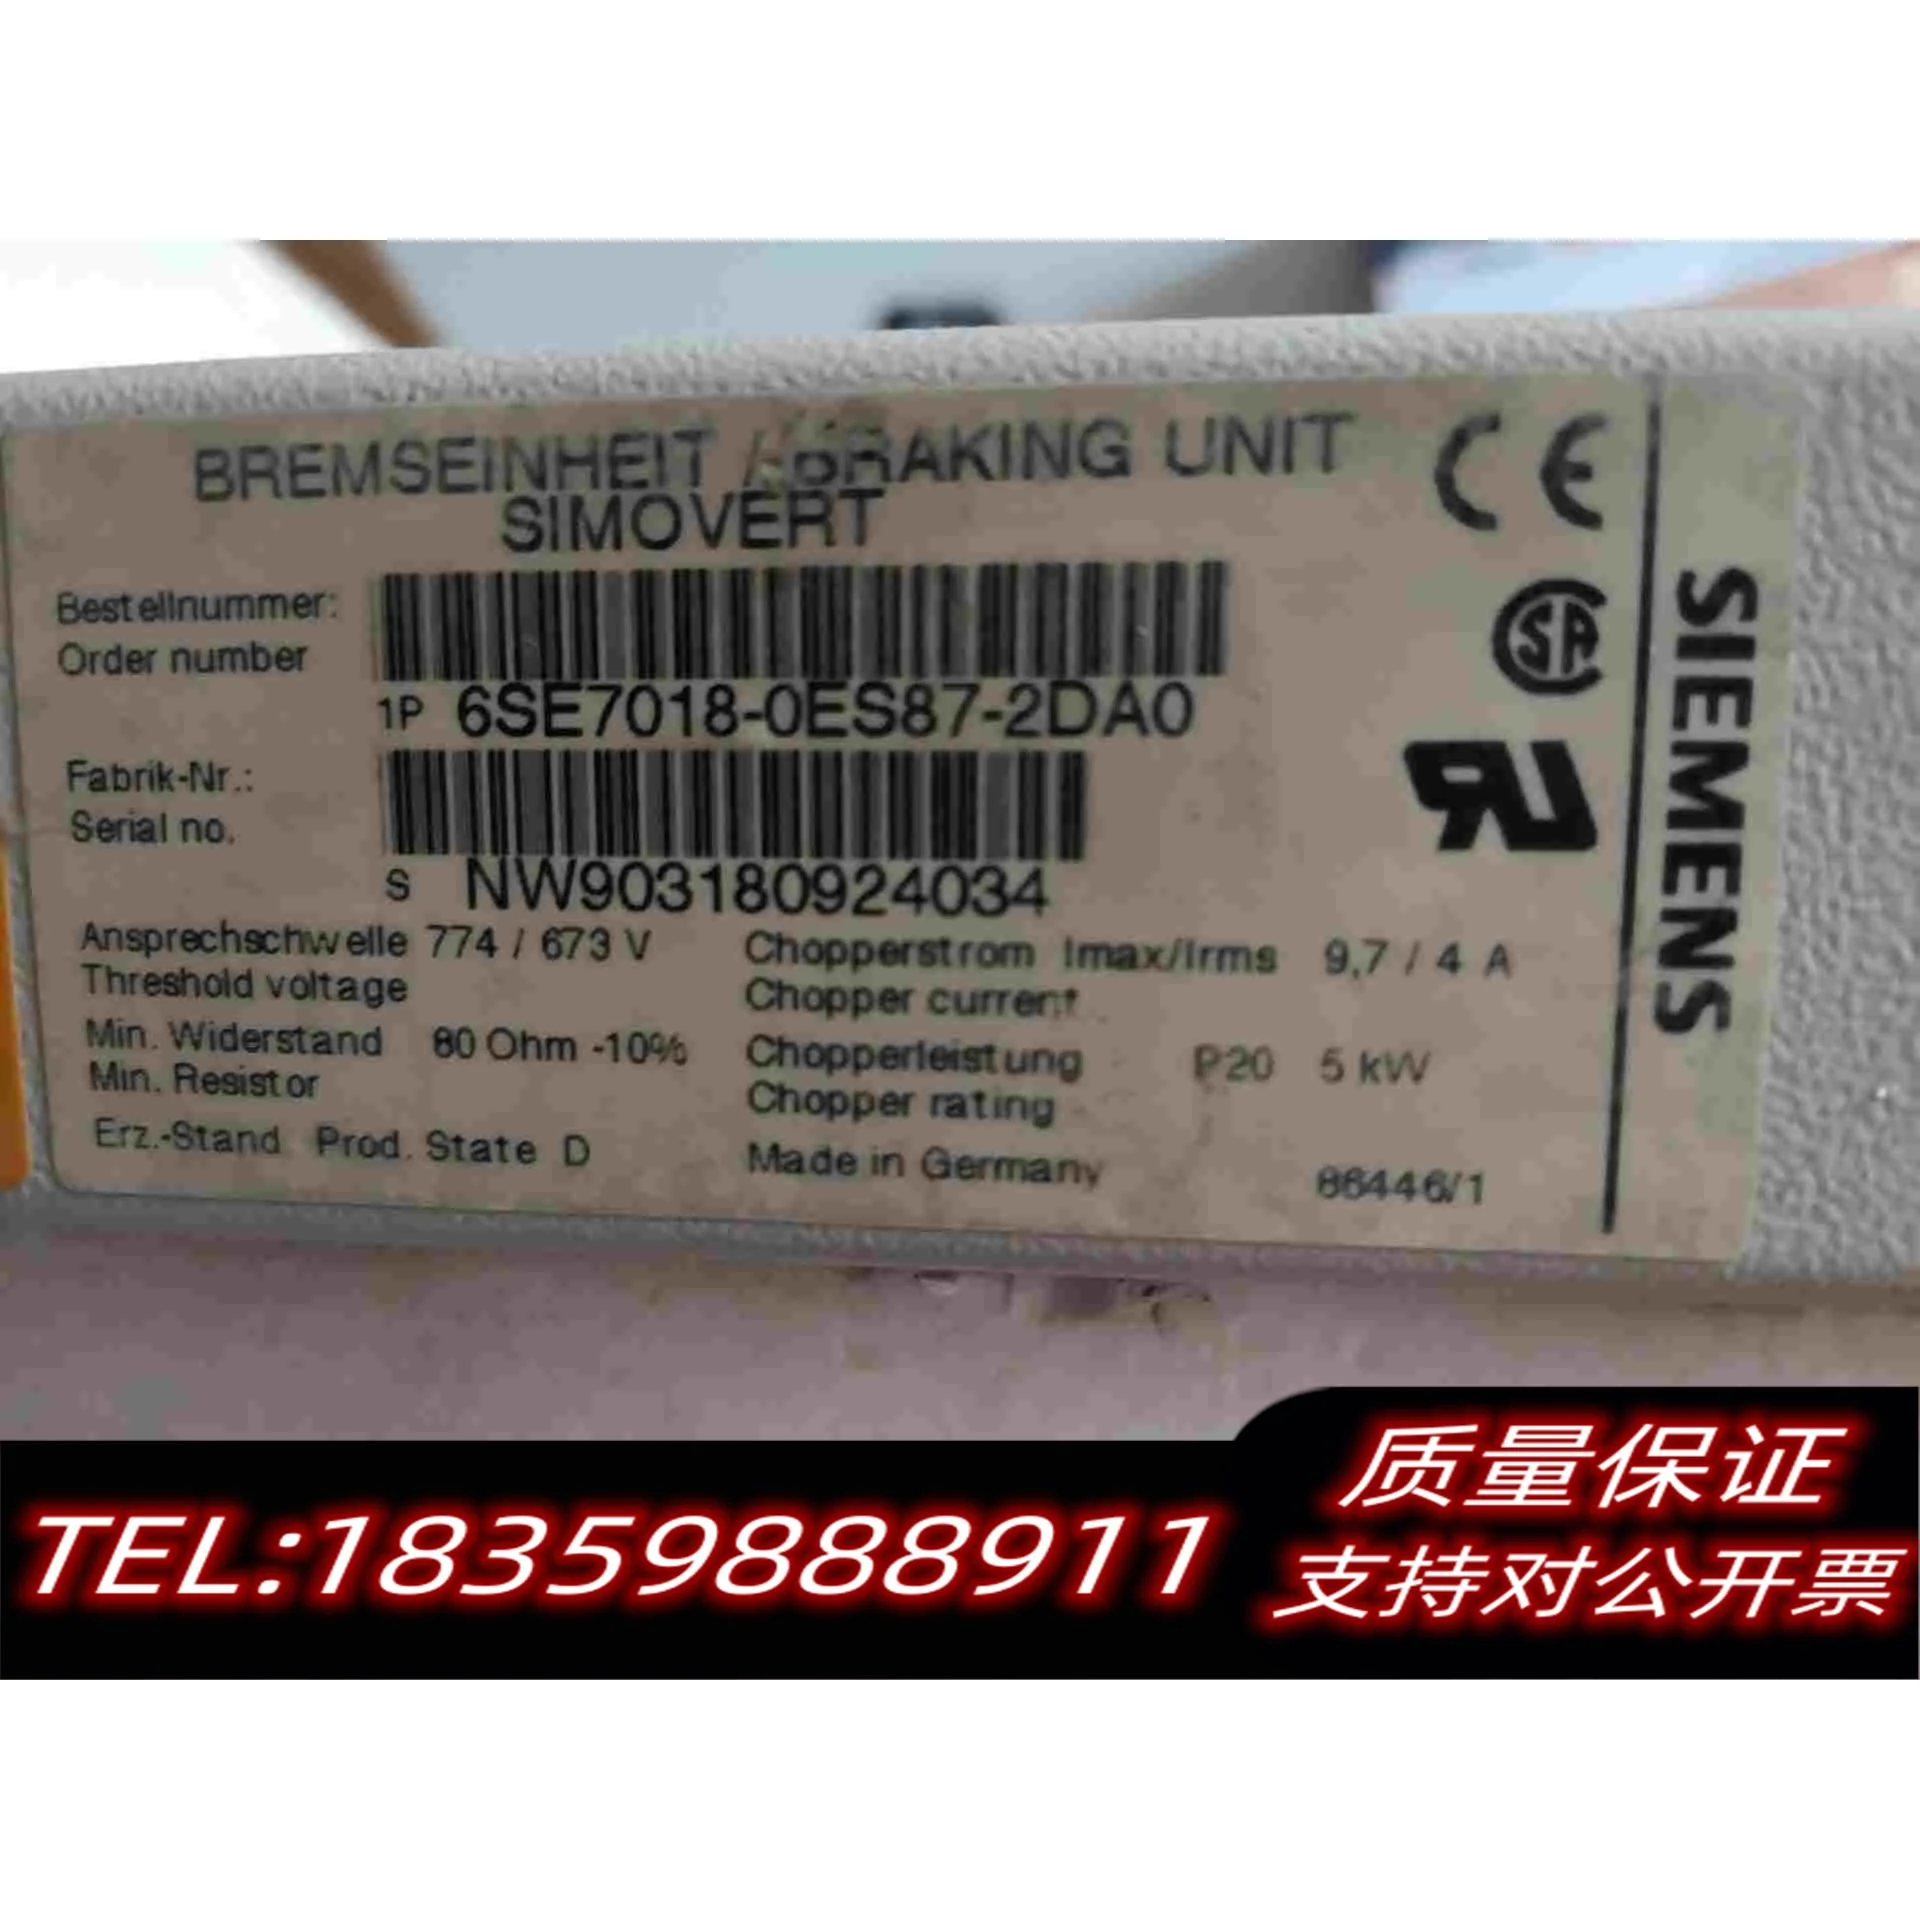 BREMSEINHEIT / BRAKING UNIT
SIMOVERT
CE
Bestellnummer:
Order number
1P 6SE7018-0ES87-2DA0
Fabrik-Nr.:
Serial no.
S NW903180924034
Ansprechschwelle 774 / 673 V
Threshold voltage
Min. Widerstand 80 Ohm -10%
Min. Resistor
Erz.-Stand Prod. State D
Chopperstrom Imax/Irms 9,7 / 4 A
Chopper current
Chopperleistung P20 5 kW
Chopper rating
Made in Germany
86446/1
SA
SIEMENS
TEL:18359888911
质量保证
支持对公开票